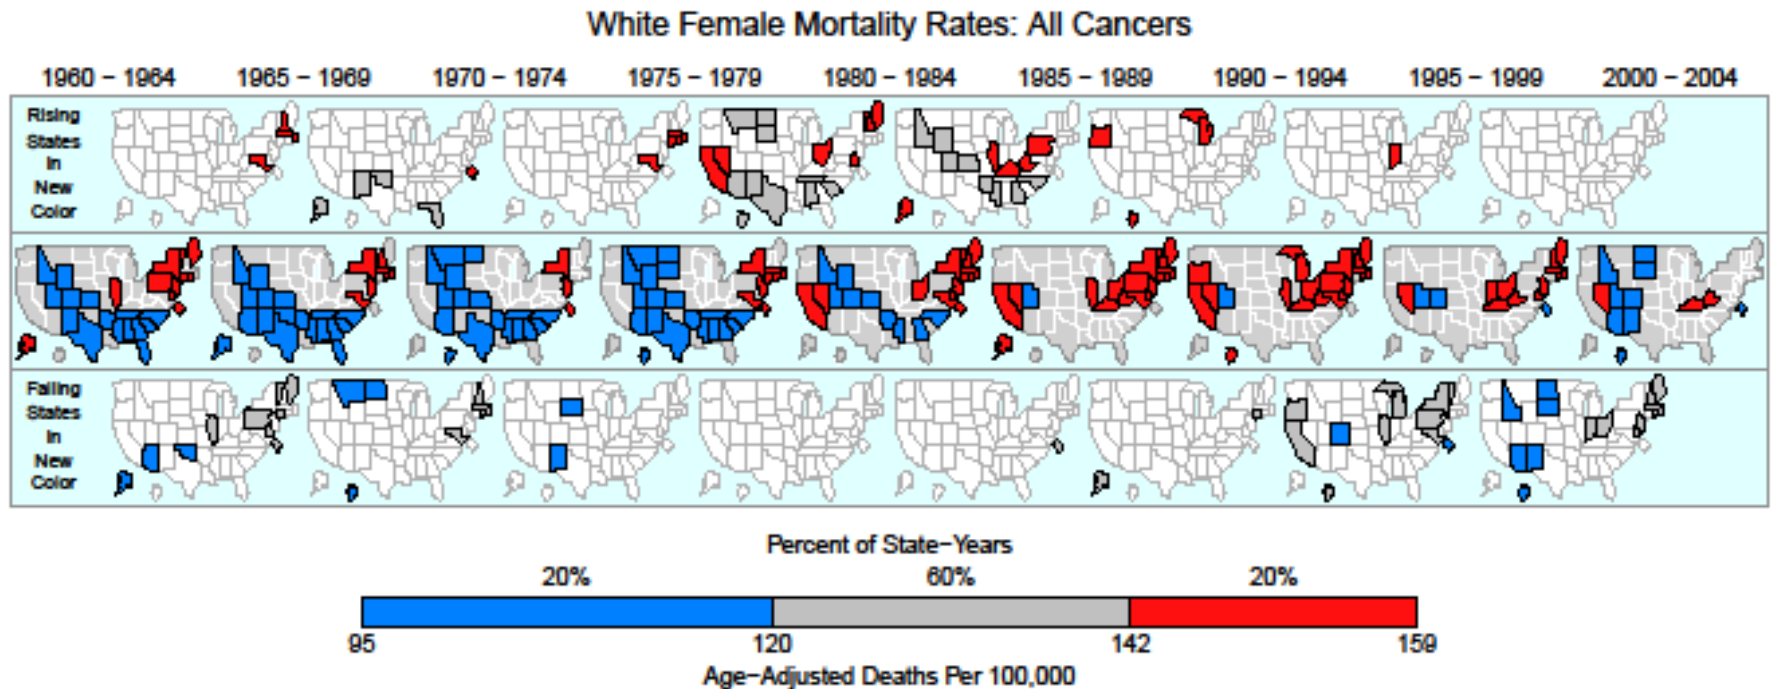 White Female Mortality Rates: All Cancers
1960 – 1964 1965 – 1969 1970 – 1974 1975 – 1979 1980 – 1984 1985 – 1989 1990 – 1994 1995 – 1999 2000 – 2004
Rising
States
In
New
Color
Falling
States
In
New
Color
Percent of State–Years
20% 60% 20%
95 120 142 159
Age–Adjusted Deaths Per 100,000